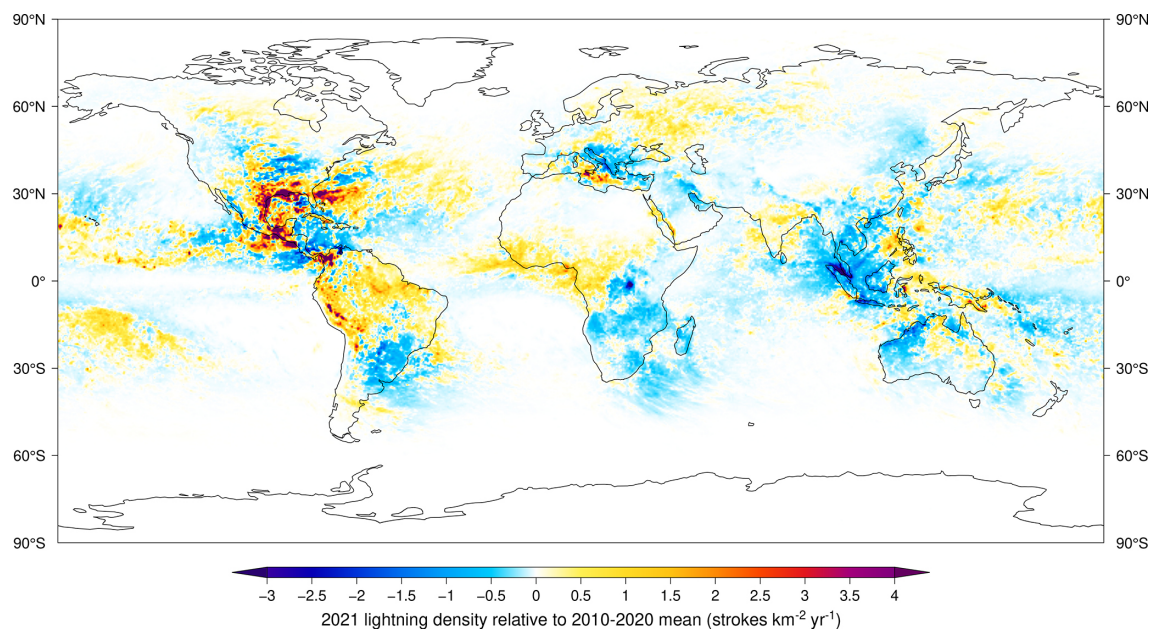 90°N 90°N
60°N 60°N
30°N 30°N
0° 0°
30°S 30°S
60°S 60°S
90°S 90°S
−3 −2.5 −2 −1.5 −1 −0.5 0 0.5 1 1.5 2 2.5 3 3.5 4
2021 lightning density relative to 2010-2020 mean (strokes km⁻² yr⁻¹)